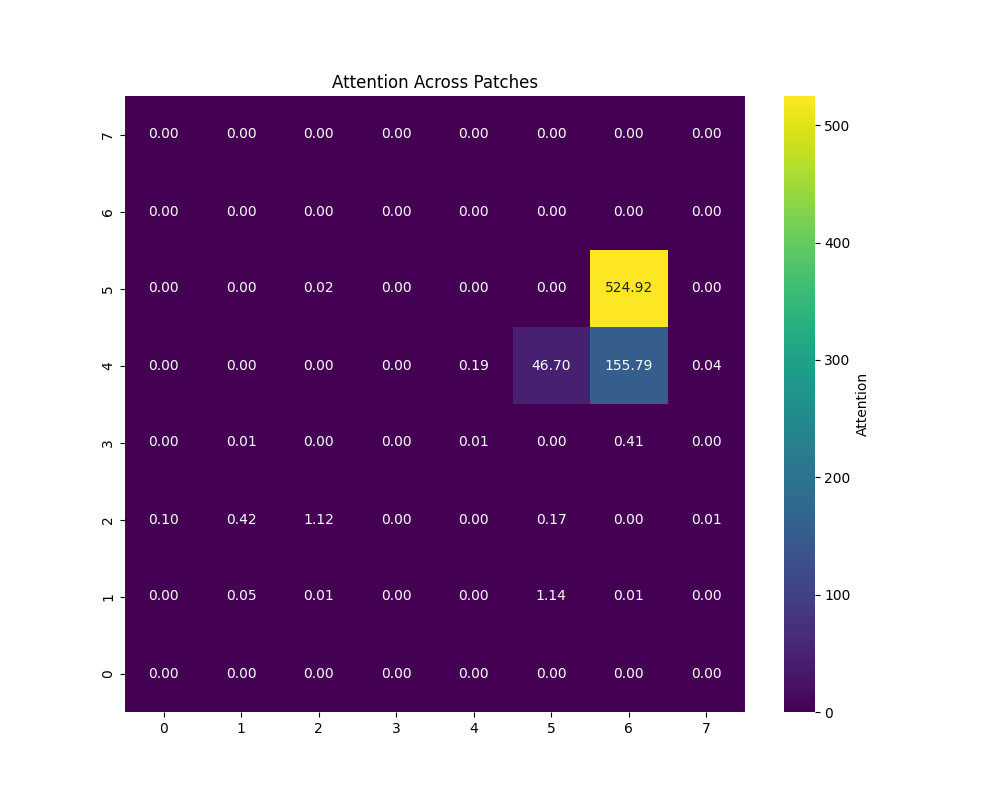 Attention Across Patches
7 0.00 0.00 0.00 0.00 0.00 0.00 0.00 0.00
6 0.00 0.00 0.00 0.00 0.00 0.00 0.00 0.00
5 0.00 0.00 0.02 0.00 0.00 0.00 524.92 0.00
4 0.00 0.00 0.00 0.00 0.19 46.70 155.79 0.04
3 0.00 0.01 0.00 0.00 0.01 0.00 0.41 0.00
2 0.10 0.42 1.12 0.00 0.00 0.17 0.00 0.01
1 0.00 0.05 0.01 0.00 0.00 1.14 0.01 0.00
0 0.00 0.00 0.00 0.00 0.00 0.00 0.00 0.00
0 1 2 3 4 5 6 7
500
400
300
200
100
0
Attention